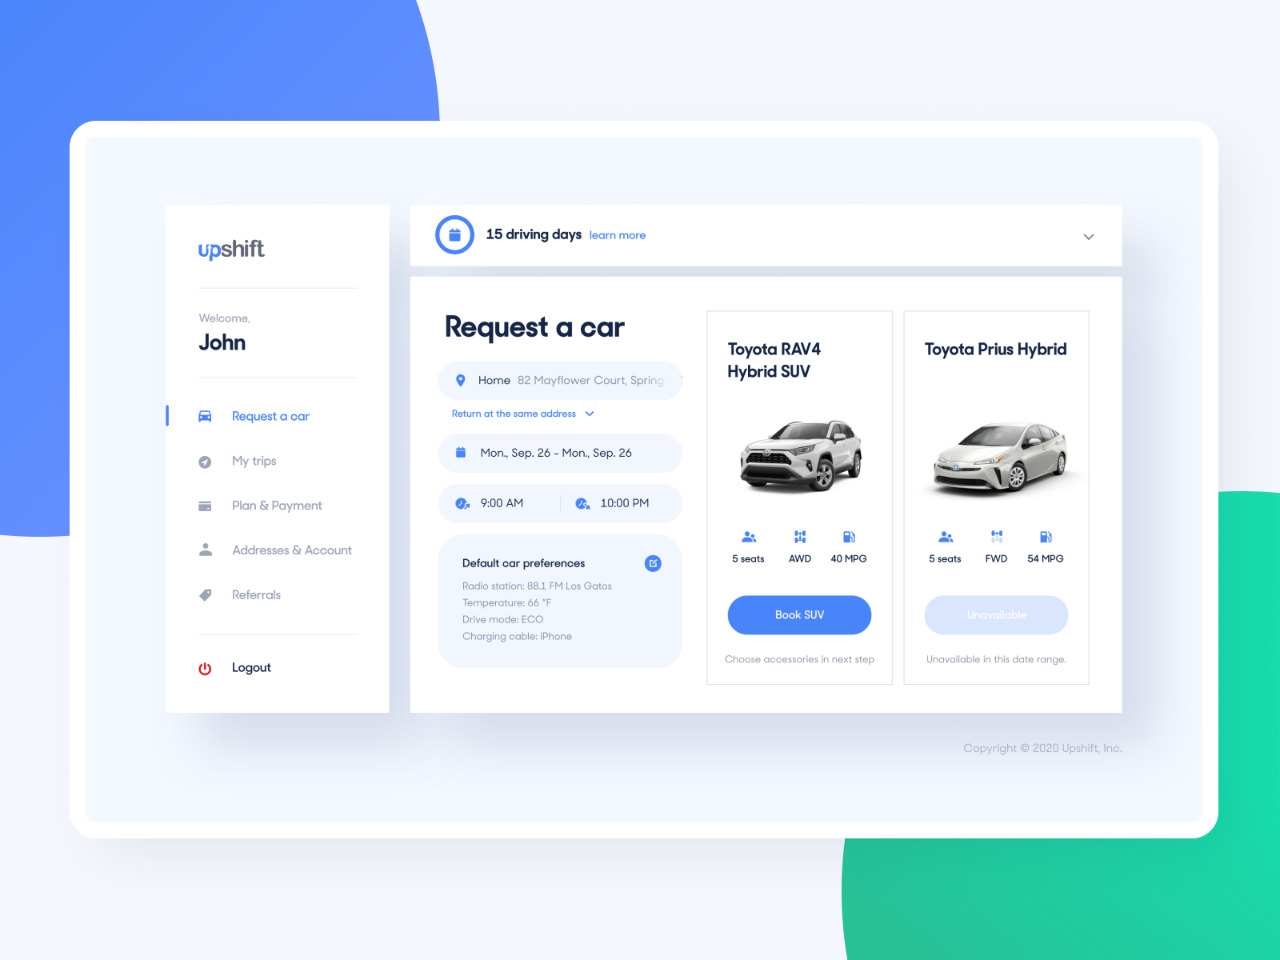 upshift
Welcome,
John
Request a car
My trips
Plan & Payment
Addresses & Account
Referrals
Logout
15 driving days learn more
Request a car
Home 82 Mayflower Court, Spring
Return at the same address
Mon., Sep. 26 - Mon., Sep. 26
9:00 AM 10:00 PM
Default car preferences
Radio station: 88.1 FM Los Gatos
Temperature: 66 °F
Drive mode: ECO
Charging cable: iPhone
Toyota RAV4
Hybrid SUV
5 seats AWD 40 MPG
Book SUV
Choose accessories in next step
Toyota Prius Hybrid
5 seats FWD 54 MPG
Unavailable
Unavailable in this date range.
Copyright © 2020 Upshift, Inc.